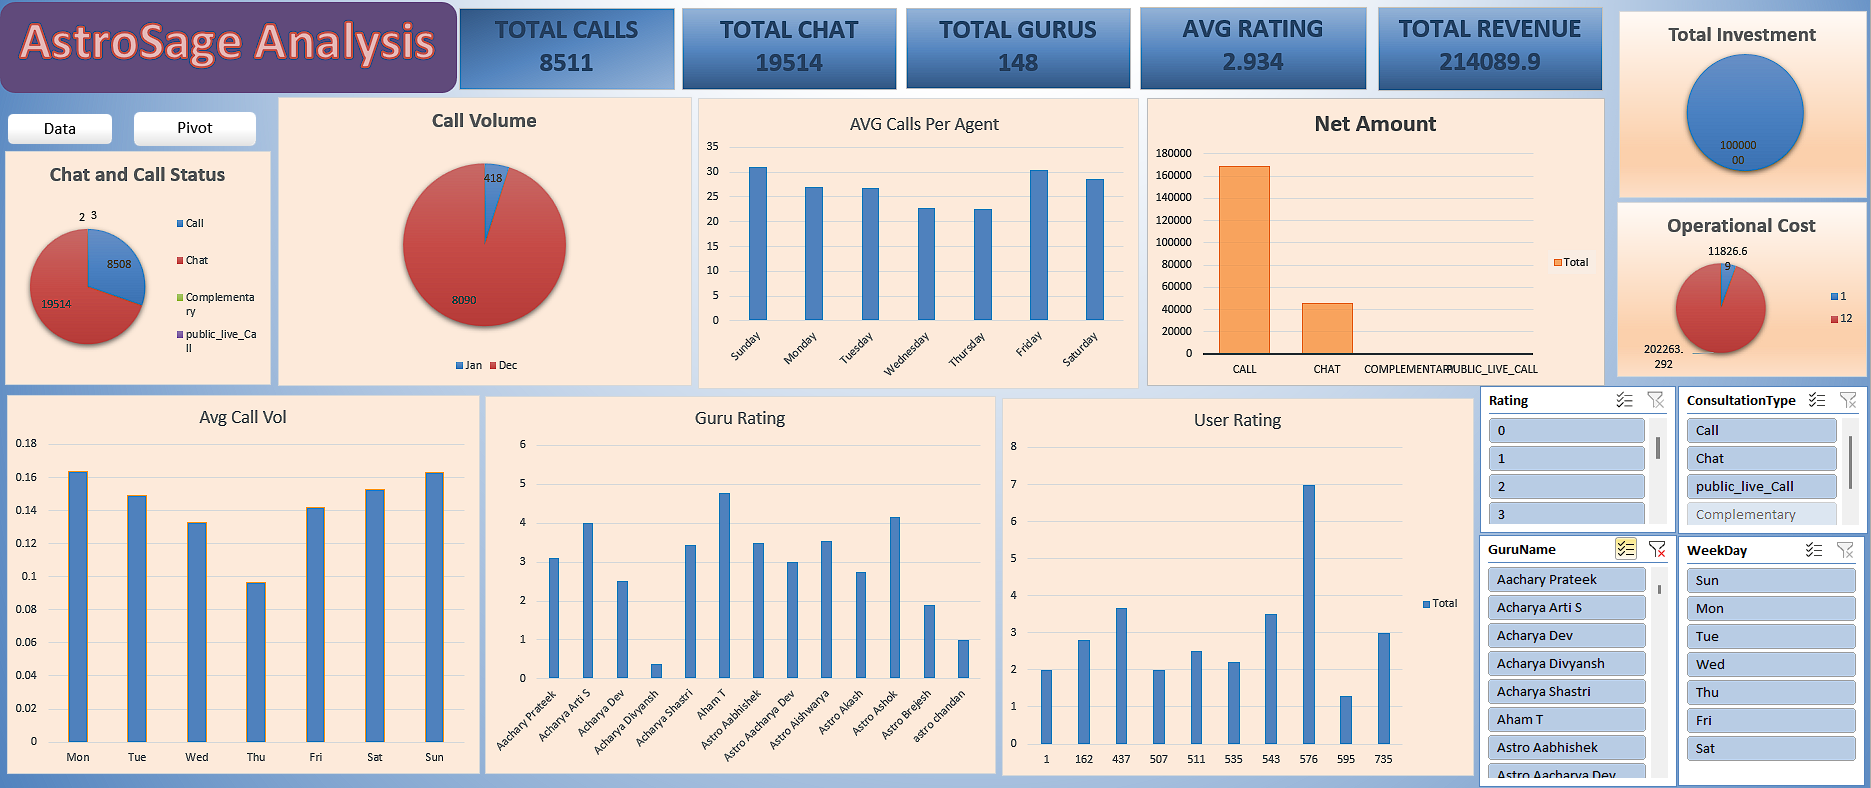 AstroSage Analysis
TOTAL CALLS
8511
TOTAL CHAT
19514
TOTAL GURUS
148
AVG RATING
2.934
TOTAL REVENUE
214089.9
Total Investment
100000
00
Data
Pivot
Chat and Call Status
2 3
8508
19514
Call
Chat
Complementa
ry
public_live_Ca
ll
Call Volume
418
8090
Jan Dec
AVG Calls Per Agent
35
30
25
20
15
10
5
0
Sunday
Monday
Tuesday
Wednesday
Thursday
Friday
Saturday
Net Amount
180000
160000
140000
120000
100000
80000
60000
40000
20000
0
CALL
CHAT
COMPLEMENTARY
PUBLIC_LIVE_CALL
Total
Operational Cost
11826.6
9
202263.
292
1
12
Avg Call Vol
0.18
0.16
0.14
0.12
0.1
0.08
0.06
0.04
0.02
0
Mon Tue Wed Thu Fri Sat Sun
Guru Rating
6
5
4
3
2
1
0
Aachary Prateek
Acharya Arti S
Acharya Dev
Acharya Divyansh
Acharya Shastri
Aham T
Astro Aabhishek
Astro Aacharya Dev
Astro Aishwarya
Astro Akash
Astro Ashok
Astro Brejesh
astro chandan
User Rating
8
7
6
5
4
3
2
1
0
1 162 437 507 511 535 543 576 595 735
Total
Rating
0
1
2
3
ConsultationType
Call
Chat
public_live_Call
Complementary
GuruName
Aachary Prateek
Acharya Arti S
Acharya Dev
Acharya Divyansh
Acharya Shastri
Aham T
Astro Aabhishek
Astro Aacharya Dev
WeekDay
Sun
Mon
Tue
Wed
Thu
Fri
Sat